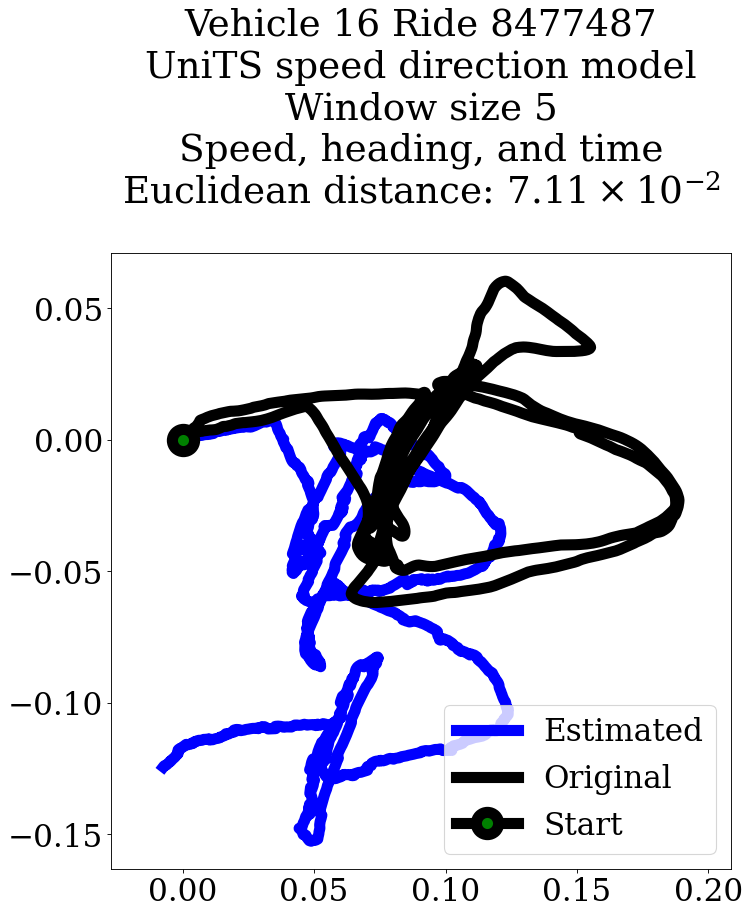 Vehicle 16 Ride 8477487
UniTS speed direction model
Window size 5
Speed, heading, and time
Euclidean distance: 7.11 × 10⁻²
0.05
0.00
−0.05
−0.10
−0.15
Estimated
Original
Start
0.00 0.05 0.10 0.15 0.20